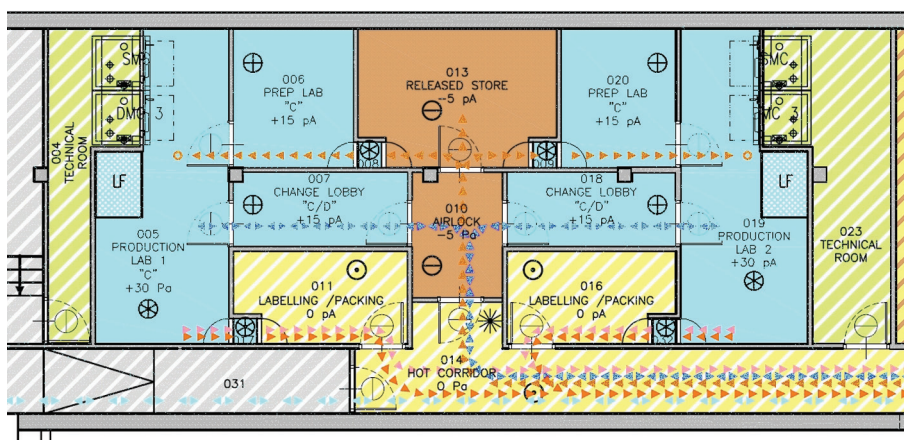 006
PREP LAB
"C"
+15 pA
013
RELEASED STORE
-5 pA
020
PREP LAB
"C"
+15 pA
SMC
DMC 3
MC 3
004
TECHNICAL
ROOM
LF
007
CHANGE LOBBY
"C/D"
+15 pA
010
AIRLOCK
-5 Pa
018
CHANGE LOBBY
"C/D"
+15 pA
LF
005
PRODUCTION
LAB 1
"C"
+30 Pa
019
PRODUCTION
LAB 2
+30 pA
023
TECHNICAL
ROOM
011
LABELLING /PACKING
0 pA
016
LABELLING /PACKING
0 pA
014
HOT CORRIDOR
0 Pa
031